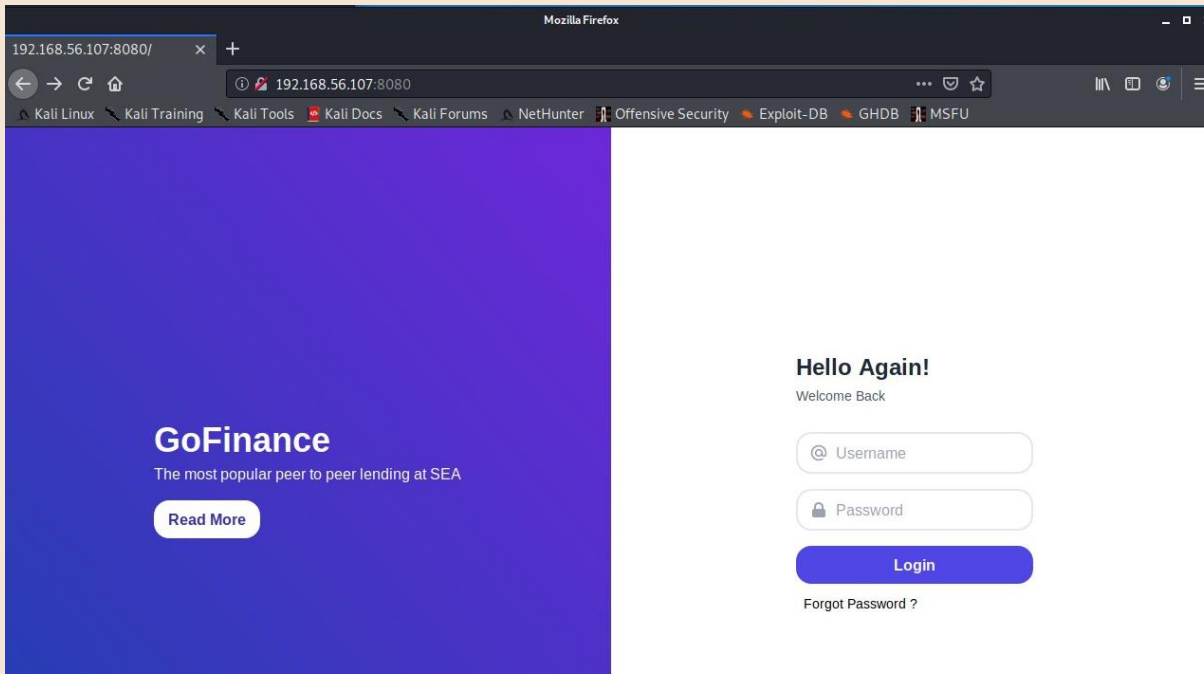 Mozilla Firefox
192.168.56.107:8080/
192.168.56.107:8080
Kali Linux Kali Training Kali Tools Kali Docs Kali Forums NetHunter Offensive Security Exploit-DB GHDB MSFU
GoFinance
The most popular peer to peer lending at SEA
Read More
Hello Again!
Welcome Back
Username
Password
Login
Forgot Password ?